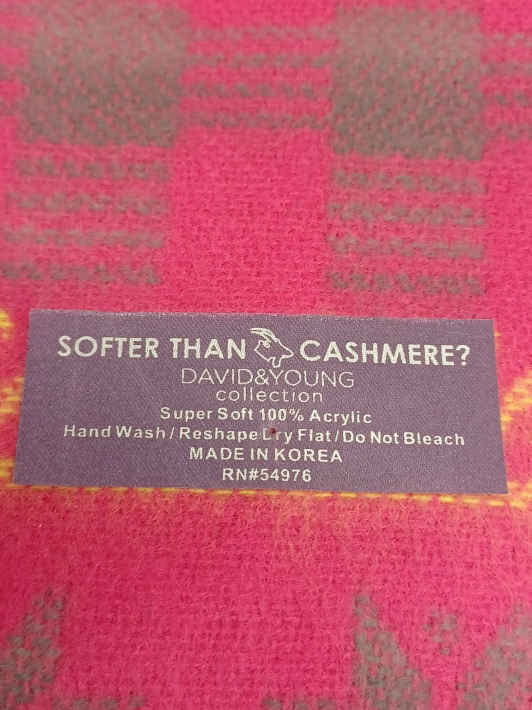 SOFTER THAN CASHMERE?
DAVID&YOUNG
collection
Super Soft 100% Acrylic
Hand Wash/Reshape Dry Flat/Do Not Bleach
MADE IN KOREA
RN#54976